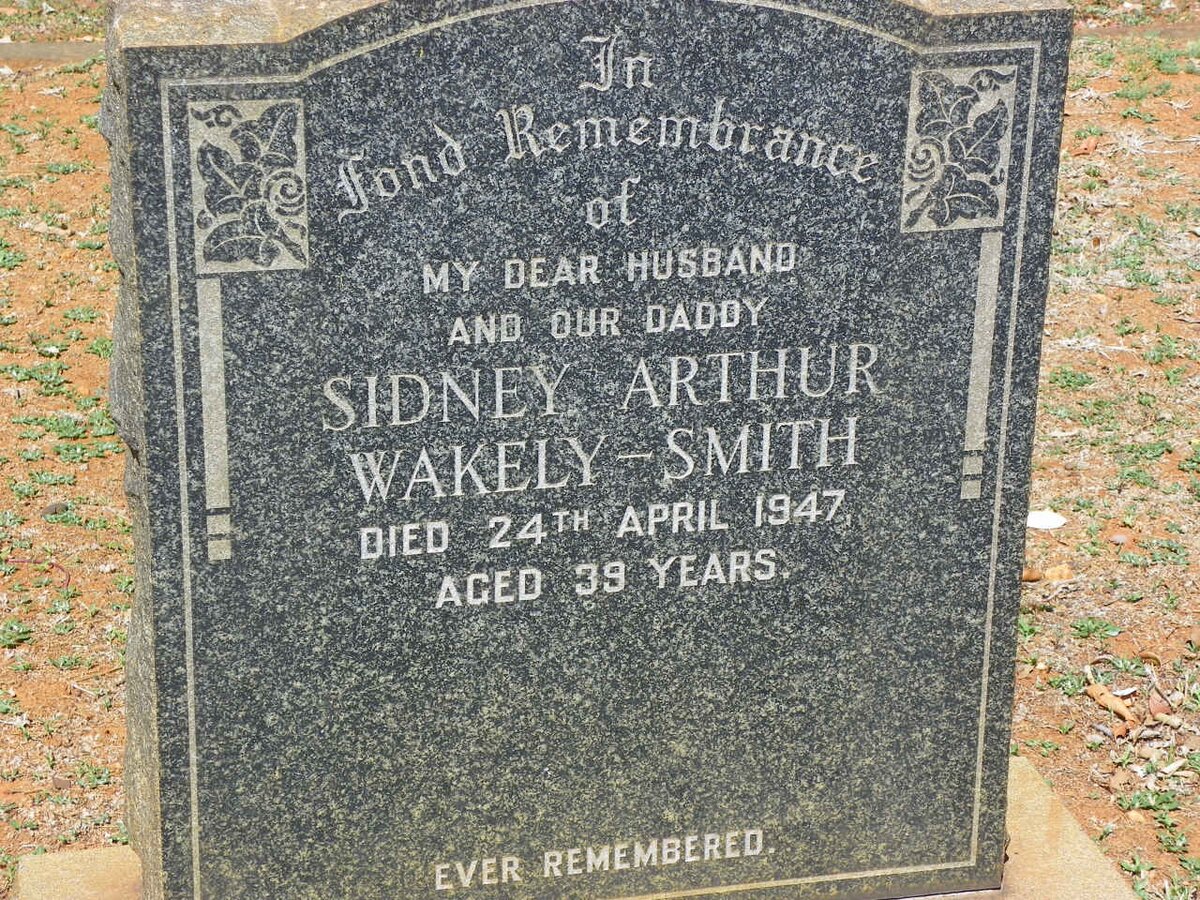 In
Fond Remembrance
of
MY DEAR HUSBAND
AND OUR DADDY
SIDNEY ARTHUR
WAKELY-SMITH
DIED 24TH APRIL 1947,
AGED 39 YEARS.
EVER REMEMBERED.